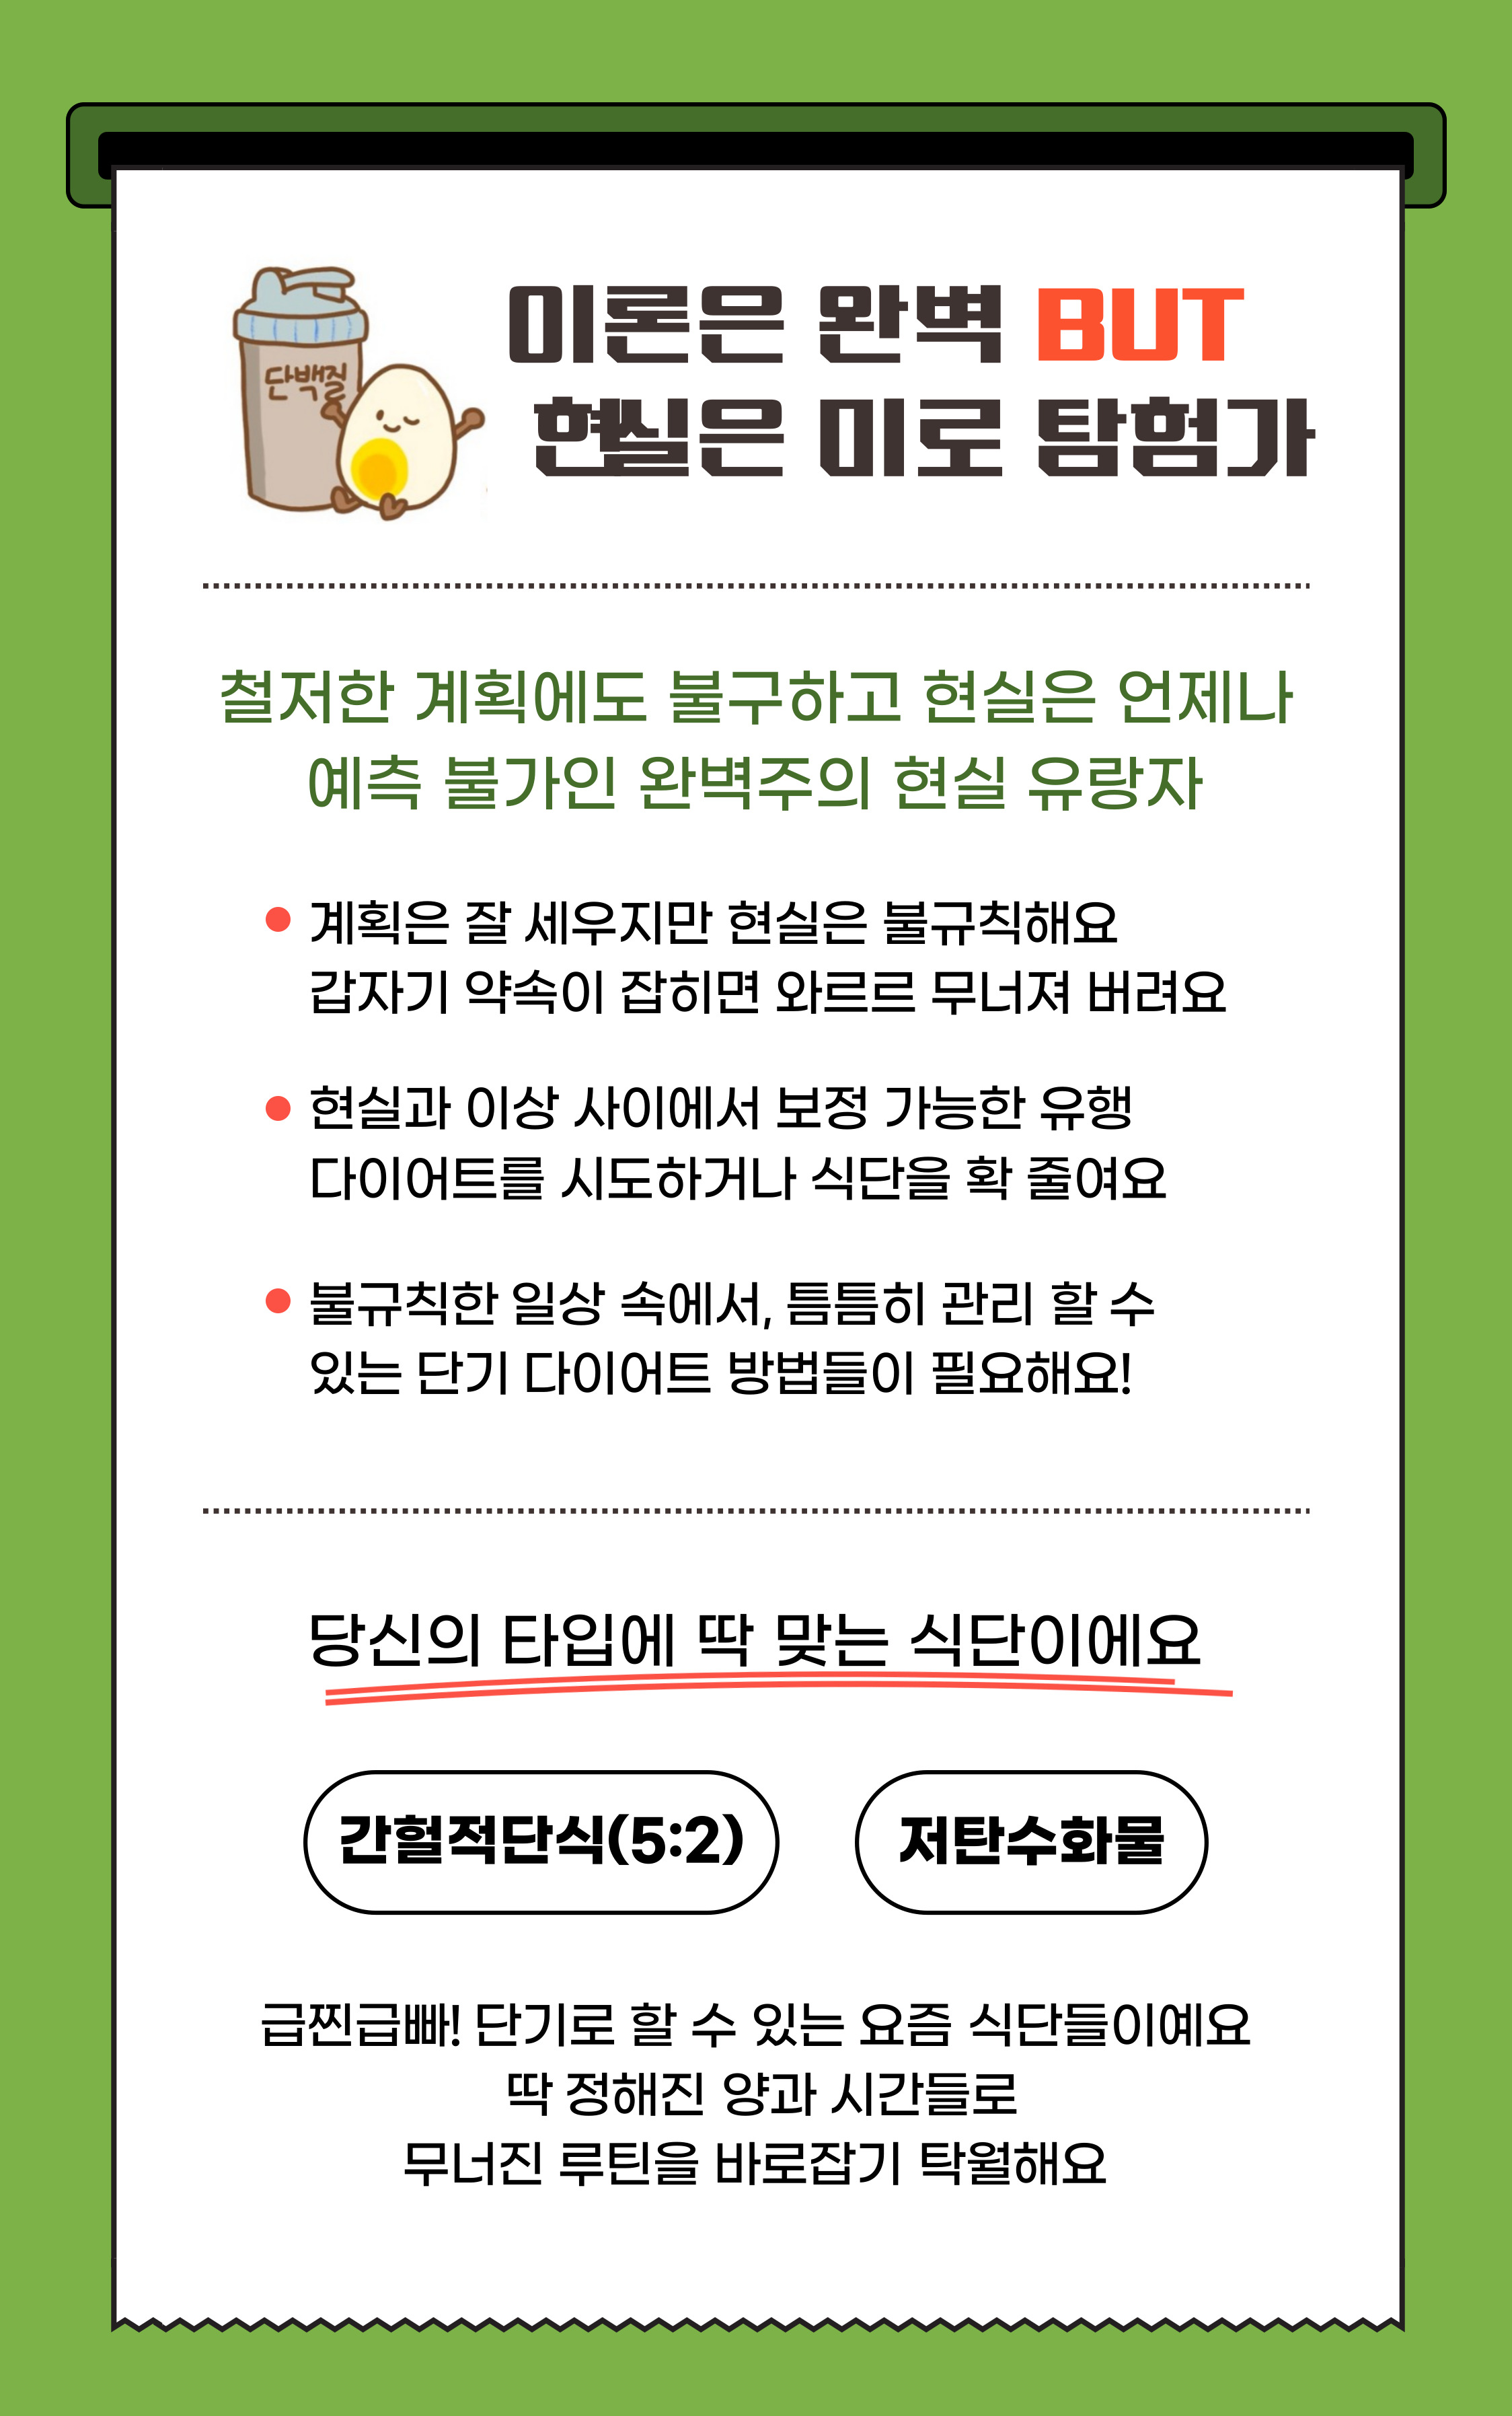 단백질
이론은 완벽 BUT
현실은 미로 탐험가
철저한 계획에도 불구하고 현실은 언제나
예측 불가인 완벽주의 현실 유랑자
계획은 잘 세우지만 현실은 불규칙해요
갑자기 약속이 잡히면 와르르 무너져 버려요
현실과 이상 사이에서 보정 가능한 유행
다이어트를 시도하거나 식단을 확 줄여요
불규칙한 일상 속에서, 틈틈히 관리 할 수
있는 단기 다이어트 방법들이 필요해요!
당신의 타입에 딱 맞는 식단이에요
간헐적단식(5:2)
저탄수화물
급찐급빠! 단기로 할 수 있는 요즘 식단들이예요
딱 정해진 양과 시간들로
무너진 루틴을 바로잡기 탁월해요